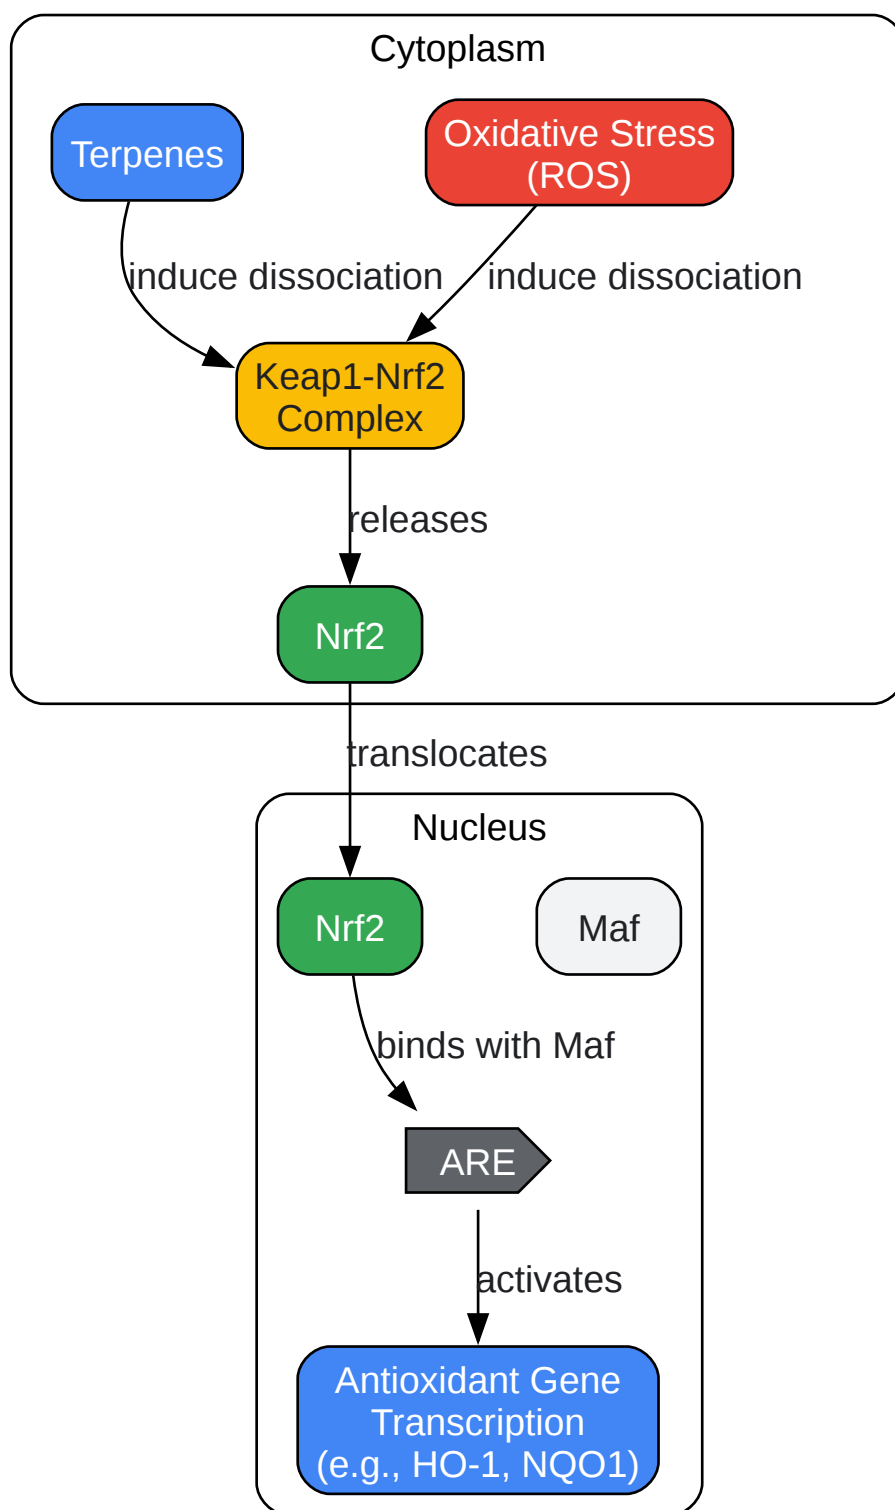 Cytoplasm
Terpenes
Oxidative Stress
(ROS)
induce dissociation
induce dissociation
Keap1-Nrf2
Complex
releases
Nrf2
translocates
Nucleus
Nrf2
Maf
binds with Maf
ARE
activates
Antioxidant Gene
Transcription
(e.g., HO-1, NQO1)